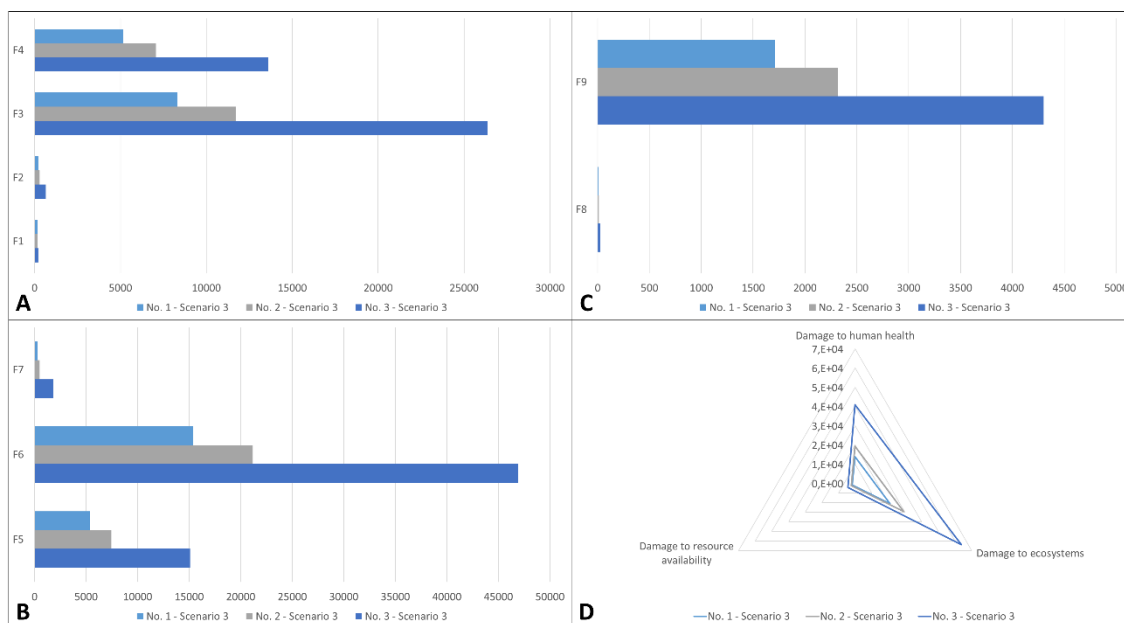 F4
F3
F2
F1
0 5000 10000 15000 20000 25000 30000
No. 1 - Scenario 3 No. 2 - Scenario 3 No. 3 - Scenario 3
A
F9
F8
0 500 1000 1500 2000 2500 3000 3500 4000 4500
No. 1 - Scenario 3 No. 2 - Scenario 3 No. 3 - Scenario 3
C
F7
F6
F5
0 5000 10000 15000 20000 25000 30000 35000 40000 45000 50000
No. 1 - Scenario 3 No. 2 - Scenario 3 No. 3 - Scenario 3
B
Damage to human health
7,E+04
6,E+04
5,E+04
4,E+04
3,E+04
2,E+04
1,E+04
0,E+00
Damage to resource
availability
Damage to ecosystems
No. 1 - Scenario 3 No. 2 - Scenario 3 No. 3 - Scenario 3
D